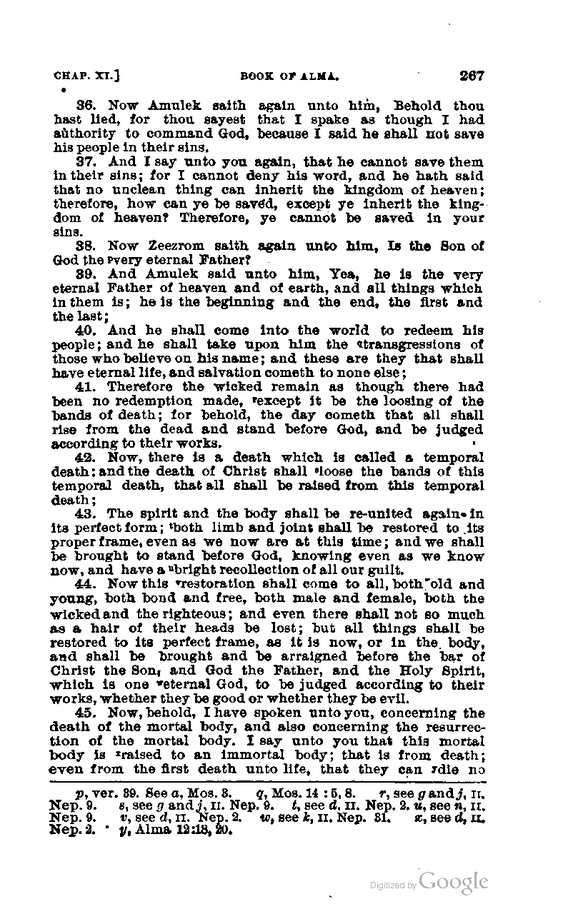 CHAP. XI.] BOOK OF ALMA. 267
36. Now Amulek saith again unto him, Behold thou
hast lied, for thou sayest that I spake as though I had
authority to command God, because I said he shall not save
his people in their sins.
37. And I say unto you again, that he cannot save them
in their sins; for I cannot deny his word, and he hath said
that no unclean thing can inherit the kingdom of heaven;
therefore, how can ye be saved, except ye inherit the king-
dom of heaven? Therefore, ye cannot be saved in your
sins.
38. Now Zeezrom saith again unto him, Is the Son of
God the pvery eternal Father?
39. And Amulek said unto him, Yea, he is the very
eternal Father of heaven and of earth, and all things which
in them is; he is the beginning and the end, the first and
the last;
40. And he shall come into the world to redeem his
people; and he shall take upon him the qtransgressions of
those who believe on his name; and these are they that shall
have eternal life, and salvation cometh to none else;
41. Therefore the wicked remain as though there had
been no redemption made, rexcept it be the loosing of the
bands of death; for behold, the day cometh that all shall
rise from the dead and stand before God, and be judged
according to their works.
42. Now, there is a death which is called a temporal
death; and the death of Christ shall sloose the bands of this
temporal death, that all shall be raised from this temporal
death;
43. The spirit and the body shall be re-united again in
its perfect form; tboth limb and joint shall be restored to its
proper frame, even as we now are at this time; and we shall
be brought to stand before God, knowing even as we know
now, and have a ubright recollection of all our guilt.
44. Now this vrestoration shall come to all, both old and
young, both bond and free, both male and female, both the
wicked and the righteous; and even there shall not so much
as a hair of their heads be lost; but all things shall be
restored to its perfect frame, as it is now, or in the body,
and shall be brought and be arraigned before the bar of
Christ the Son, and God the Father, and the Holy Spirit,
which is one weternal God, to be judged according to their
works, whether they be good or whether they be evil.
45. Now, behold, I have spoken unto you, concerning the
death of the mortal body, and also concerning the resurrec-
tion of the mortal body. I say unto you that this mortal
body is xraised to an immortal body; that is from death;
even from the first death unto life, that they can ydie no
p, ver. 39. See a, Mos. 3. q, Mos. 14 : 5, 8. r, see g and j, II.
Nep. 9. s, see g and j, II. Nep. 9. t, see d, II. Nep. 2. u, see n, II.
Nep. 9. v, see d, II. Nep. 2. w, see k, II. Nep. 31. x, see d, II.
Nep. 2. y, Alma 12:18, 20.
Digitized by Google